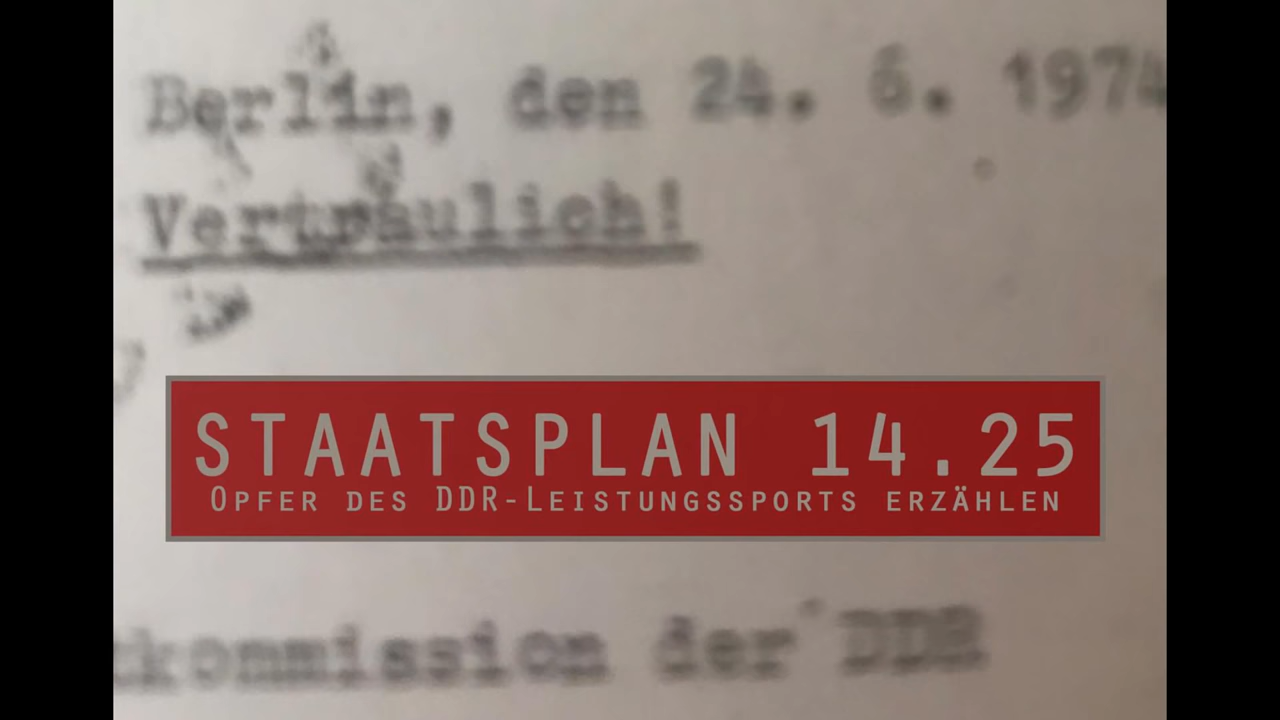 Berlin, den 24. 6. 1974
Vertraulich!
STAATSPLAN 14.25
OPFER DES DDR-LEISTUNGSSPORTS ERZÄHLEN
kommission der DDR